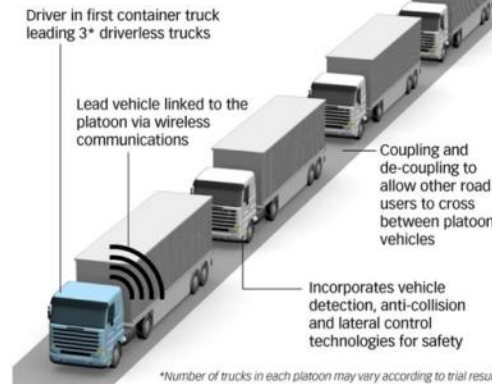 Driver in first container truck
leading 3* driverless trucks
Lead vehicle linked to the
platoon via wireless
communications
Coupling and
de-coupling to
allow other road
users to cross
between platoon
vehicles
Incorporates vehicle
detection, anti-collision
and lateral control
technologies for safety
*Number of trucks in each platoon may vary according to trial